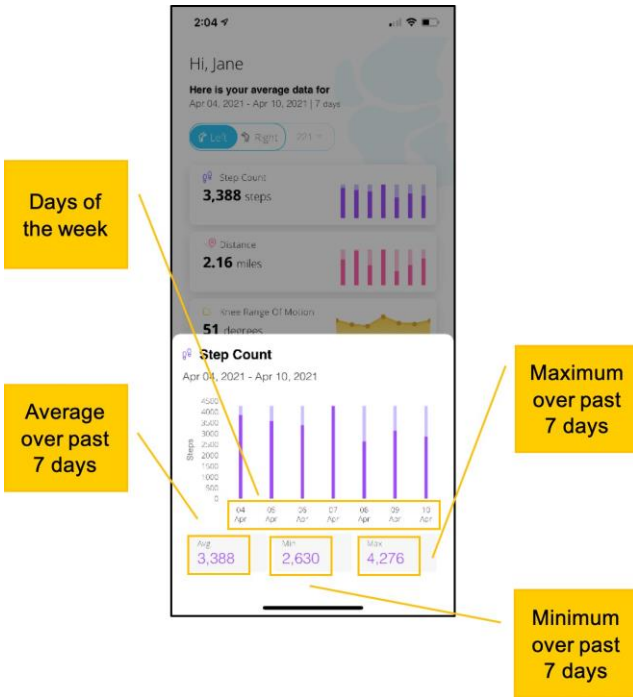 2:04
Hi, Jane
Here is your average data for
Apr 04, 2021 - Apr 10, 2021 | 7 days
Left
Right
221
Step Count
3,388 steps
Distance
2.16 miles
Knee Range Of Motion
51 degrees
Step Count
Apr 04, 2021 - Apr 10, 2021
4500
4000
3500
3000
2500
2000
1500
1000
500
0
Steps
04 05 06 07 08 09 10
Apr Apr Apr Apr Apr Apr Apr
Avg Min Max
3,388 2,630 4,276
Days of
the week
Average
over past
7 days
Maximum
over past
7 days
Minimum
over past
7 days